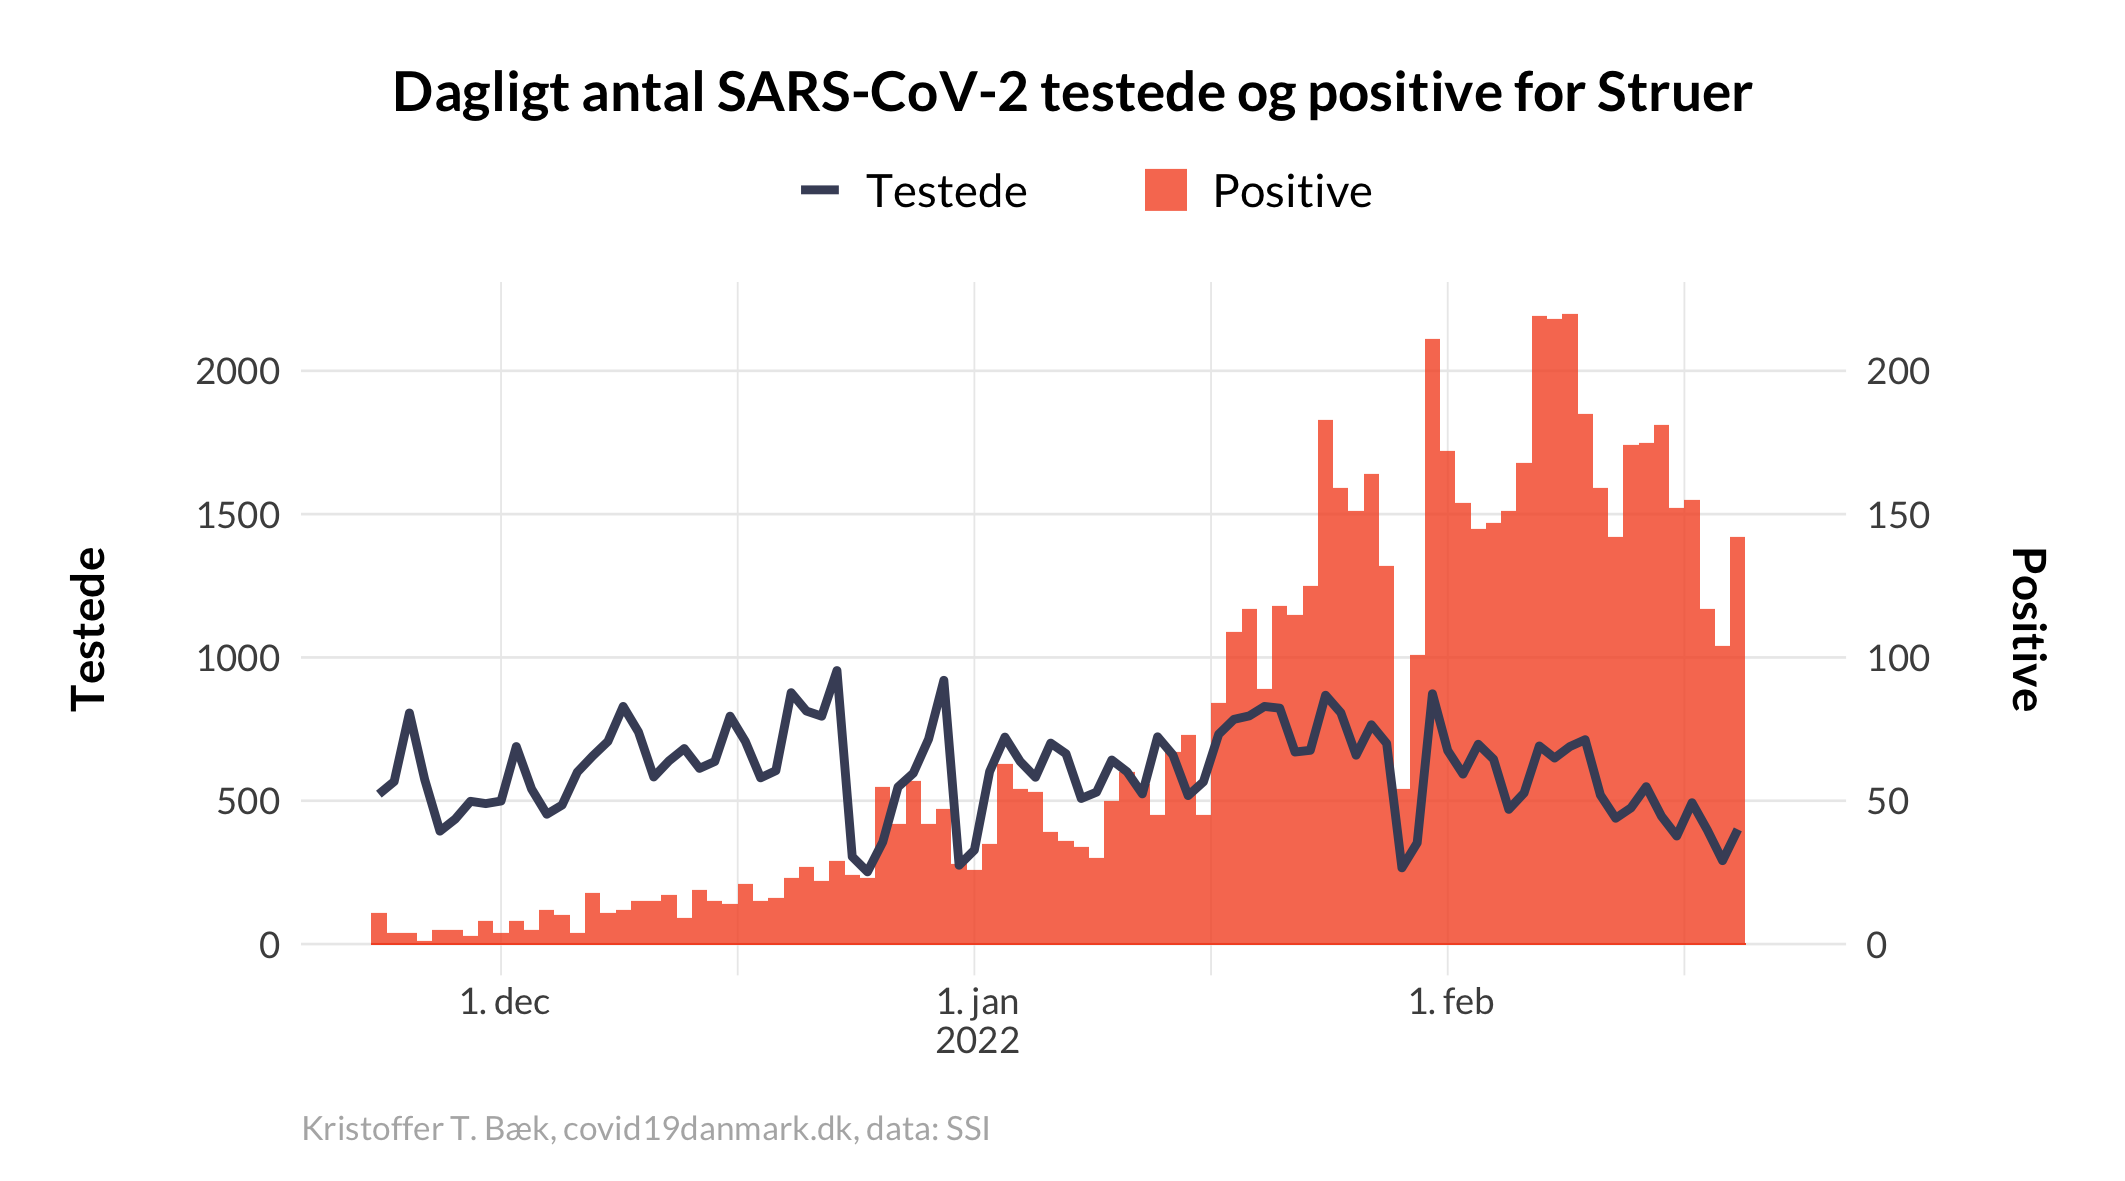 Dagligt antal SARS-CoV-2 testede og positive for Struer
Testede
Positive
2000
1500
1000
500
0
200
150
100
50
0
Testede
Positive
1. dec
1. jan
2022
1. feb
Kristoffer T. Bæk, covid19danmark.dk, data: SSI